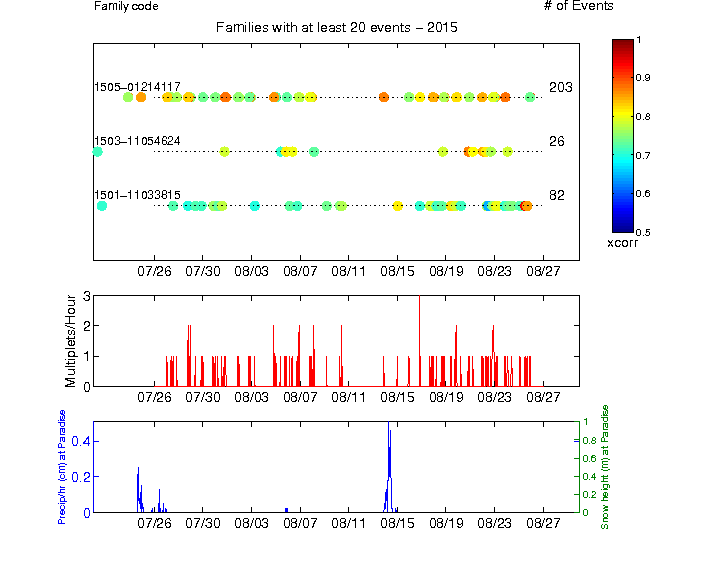 Family code
# of Events
Families with at least 20 events − 2015
1505−01214117
203
1503−11054624
26
1501−11033815
82
07/26 07/30 08/03 08/07 08/11 08/15 08/19 08/23 08/27
1
0.9
0.8
0.7
0.6
0.5
xcorr
Multiplets/Hour
3
2
1
0
07/26 07/30 08/03 08/07 08/11 08/15 08/19 08/23 08/27
Precip/hr (cm) at Paradise
0.4
0.2
0
07/26 07/30 08/03 08/07 08/11 08/15 08/19 08/23 08/27
1
0.8
0.6
0.4
0.2
0
Snow height (m) at Paradise